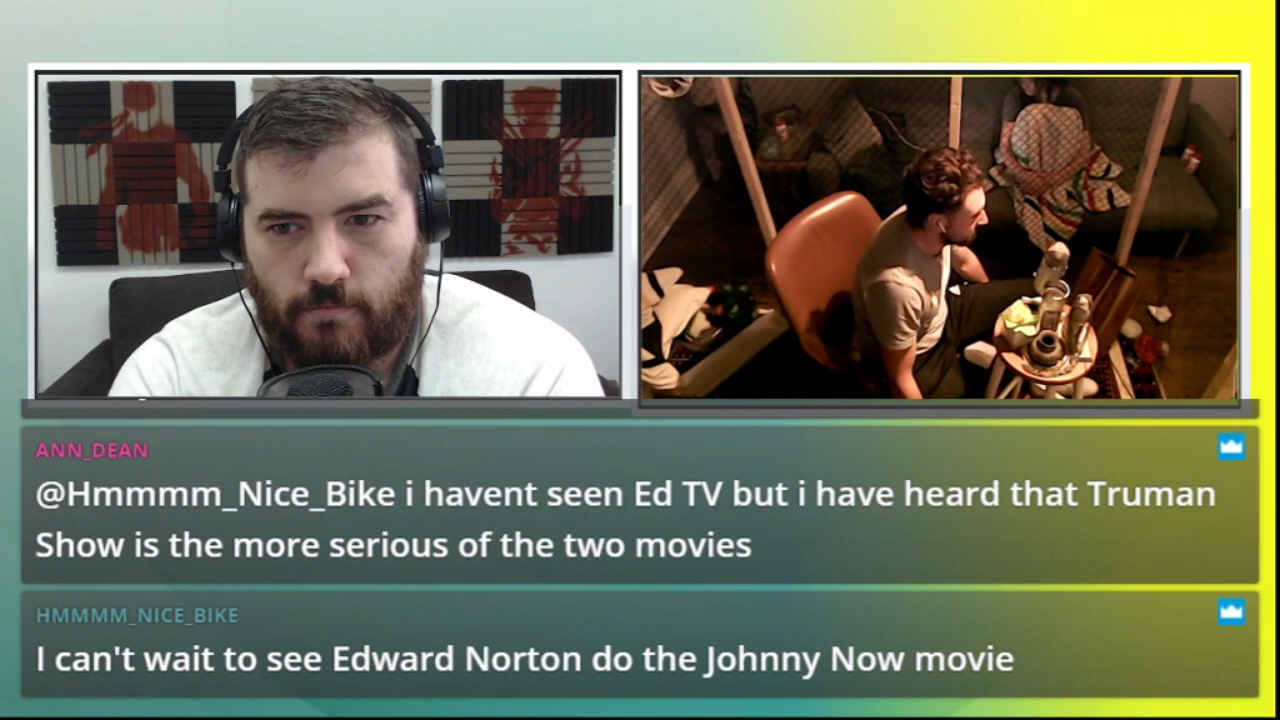 ANN_DEAN
@Hmmmm_Nice_Bike i havent seen Ed TV but i have heard that Truman
Show is the more serious of the two movies
HMMMM_NICE_BIKE
I can't wait to see Edward Norton do the Johnny Now movie